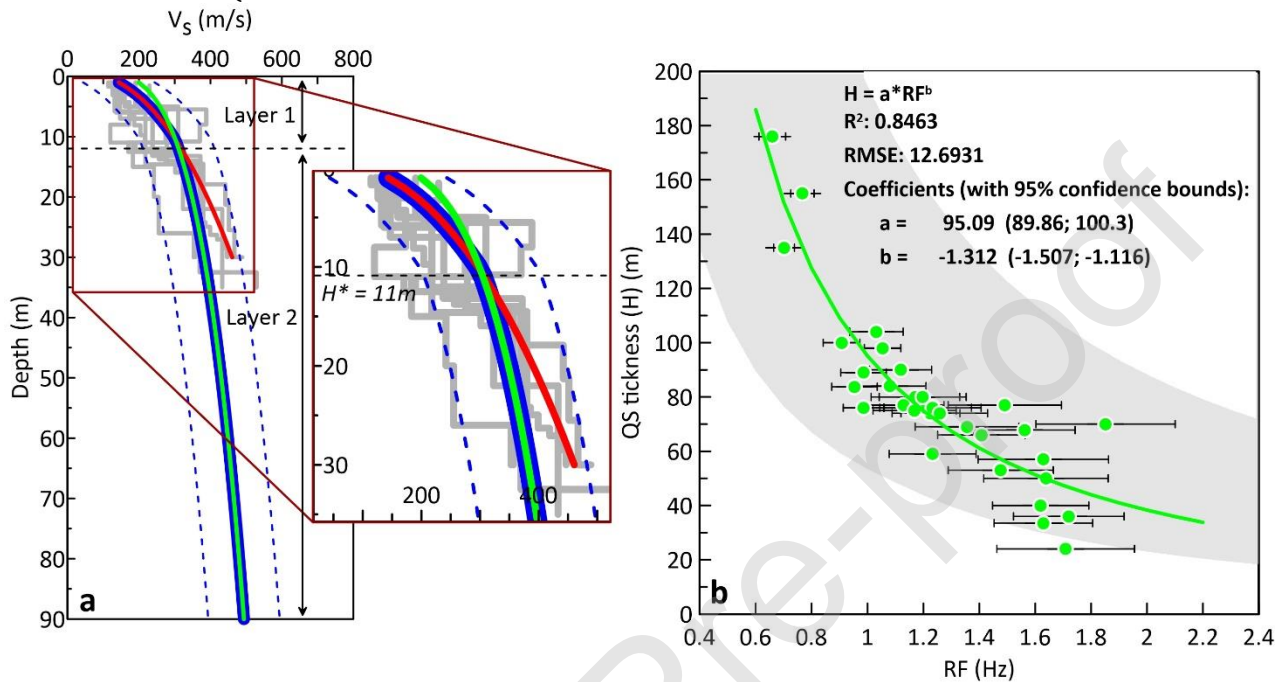 V_S (m/s)
0 200 400 600 800
0
10
20
30
40
50
60
70
80
90
Depth (m)
Layer 1
Layer 2
0
10
20
30
H* = 11m
200 400
a
200
180
160
140
120
100
80
60
40
20
0
QS tickness (H) (m)
H = a*RF^b
R²: 0.8463
RMSE: 12.6931
Coefficients (with 95% confidence bounds):
a = 95.09 (89.86; 100.3)
b = -1.312 (-1.507; -1.116)
b
0.4 0.6 0.8 1 1.2 1.4 1.6 1.8 2 2.2 2.4
RF (Hz)
Pre-proof